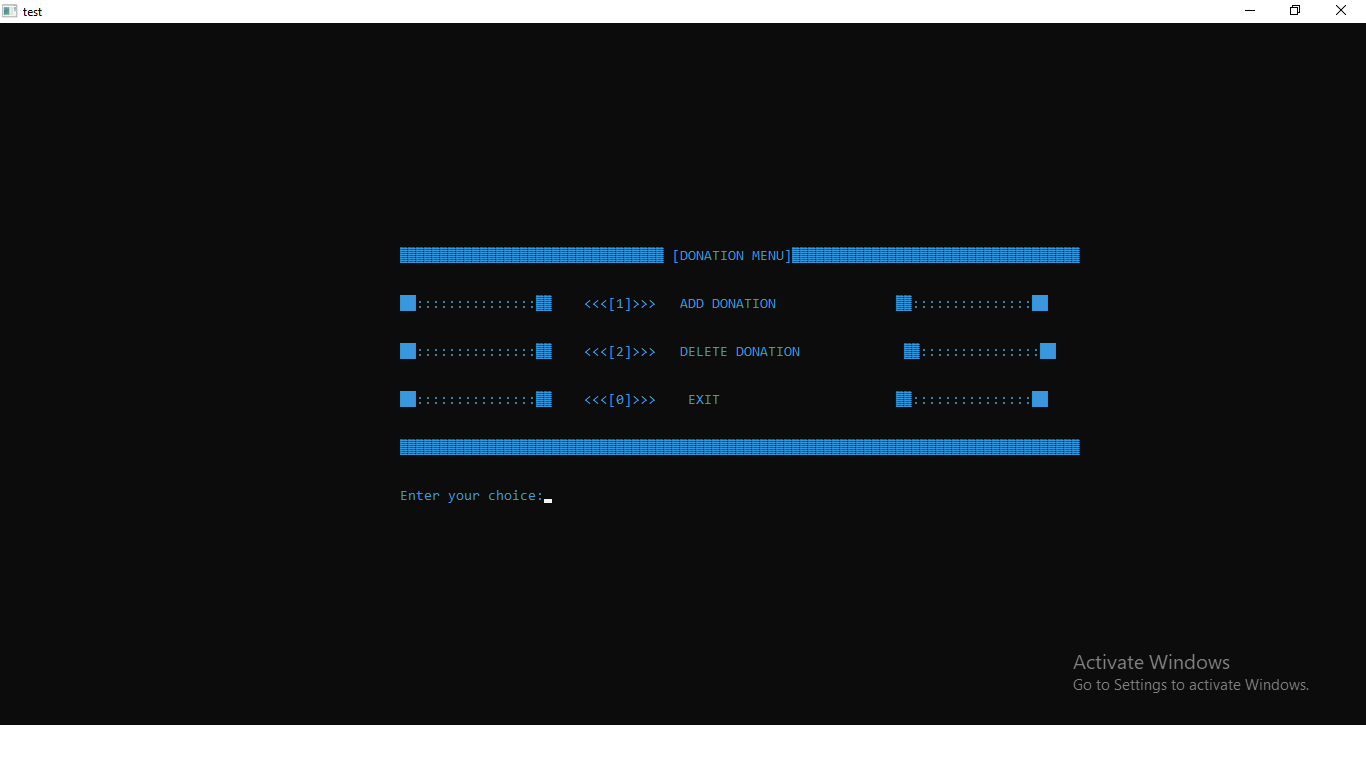 test
[DONATION MENU]
::::::::::::::: <<<[1]>>> ADD DONATION :::::::::::::::
::::::::::::::: <<<[2]>>> DELETE DONATION :::::::::::::::
::::::::::::::: <<<[0]>>> EXIT :::::::::::::::
Enter your choice:
Activate Windows
Go to Settings to activate Windows.